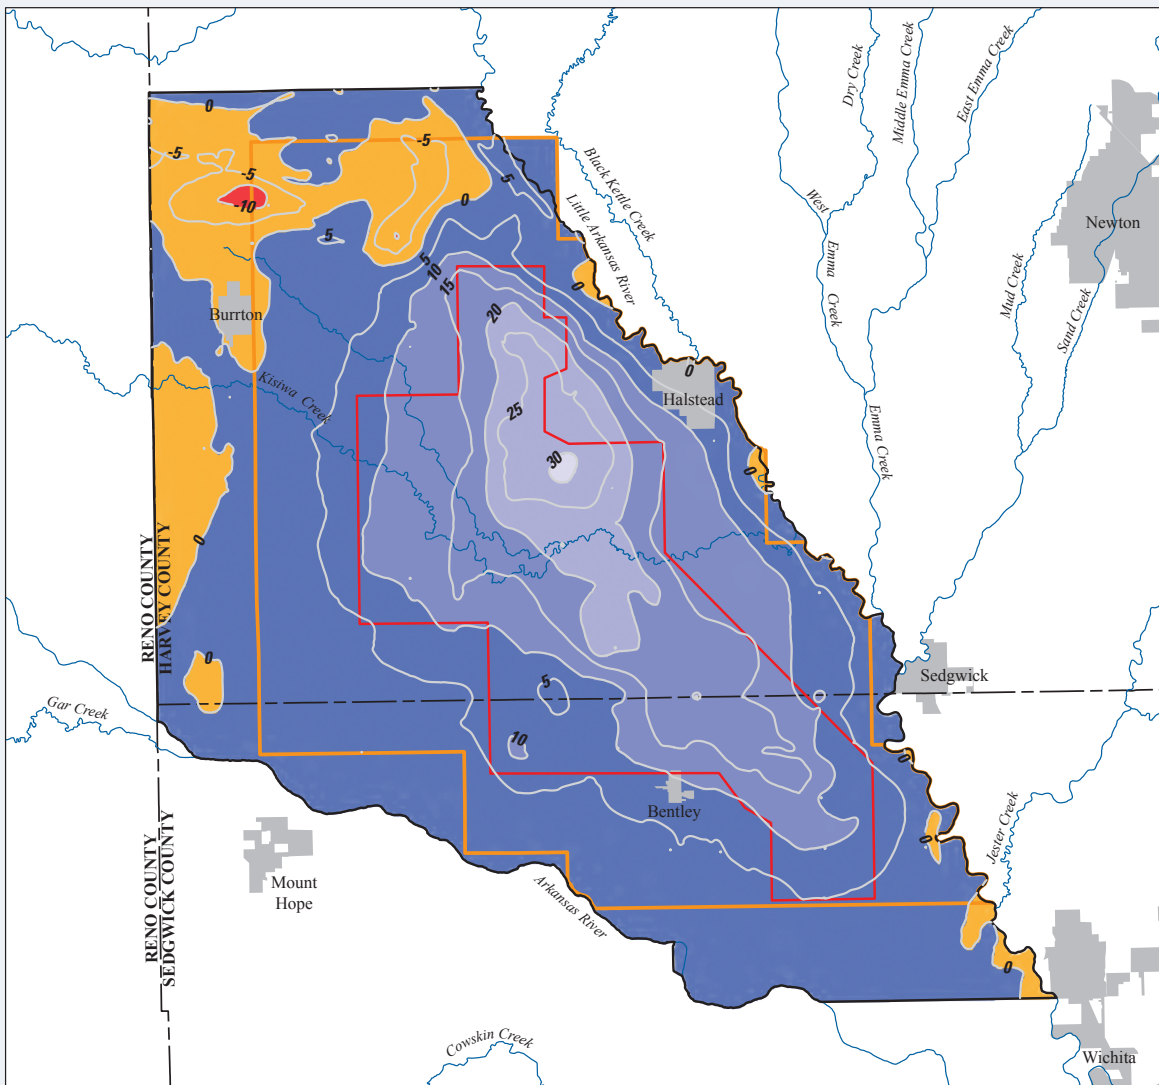 Dry Creek
Middle Emma Creek
East Emma Creek
0
-5
-5
-5
-10
0
5
5
Black Kettle Creek
Little Arkansas River
West
Emma
Creek
Newton
Mud Creek
Sand Creek
5
10
15
20
0
Burrton
Kisiwa Creek
0
Halstead
25
30
Emma Creek
0
0
RENO COUNTY
HARVEY COUNTY
0
5
Sedgwick
Gar Creek
10
0
Bentley
RENO COUNTY
SEDGWICK COUNTY
0
Jester Creek
Mount
Hope
Arkansas River
0
Cowskin Creek
Wichita